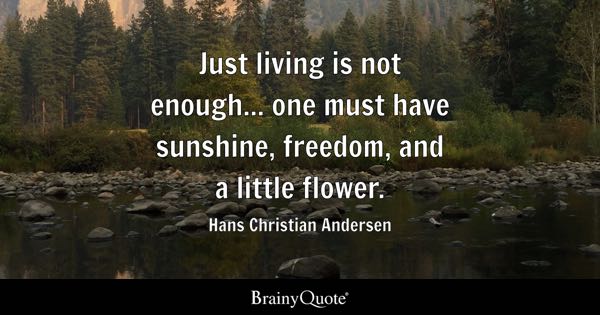 Just living is not
enough... one must have
sunshine, freedom, and
a little flower.
Hans Christian Andersen
BrainyQuote®